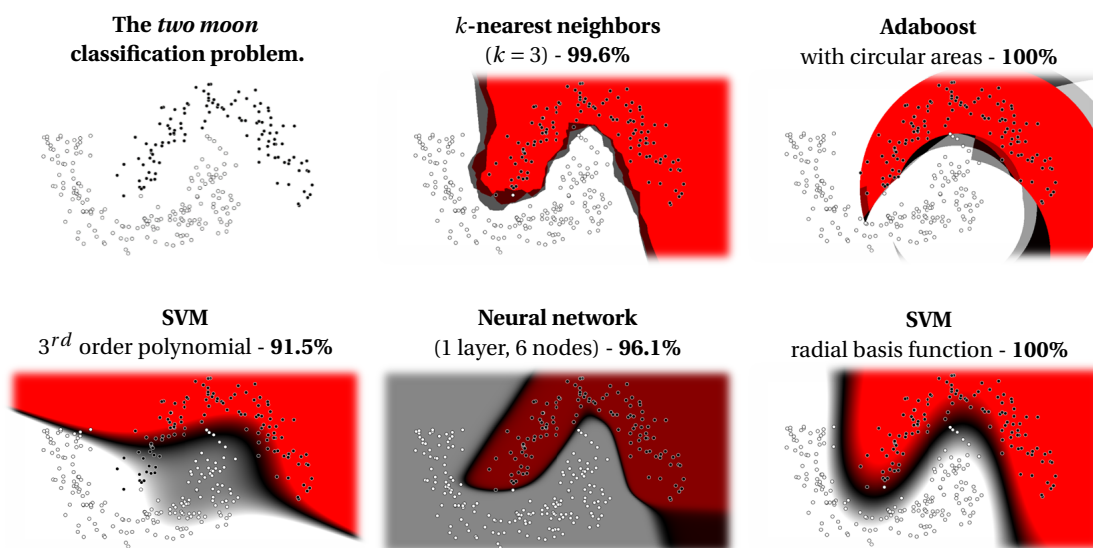 The two moon
classification problem.
k-nearest neighbors
(k = 3) - 99.6%
Adaboost
with circular areas - 100%
SVM
3rd order polynomial - 91.5%
Neural network
(1 layer, 6 nodes) - 96.1%
SVM
radial basis function - 100%